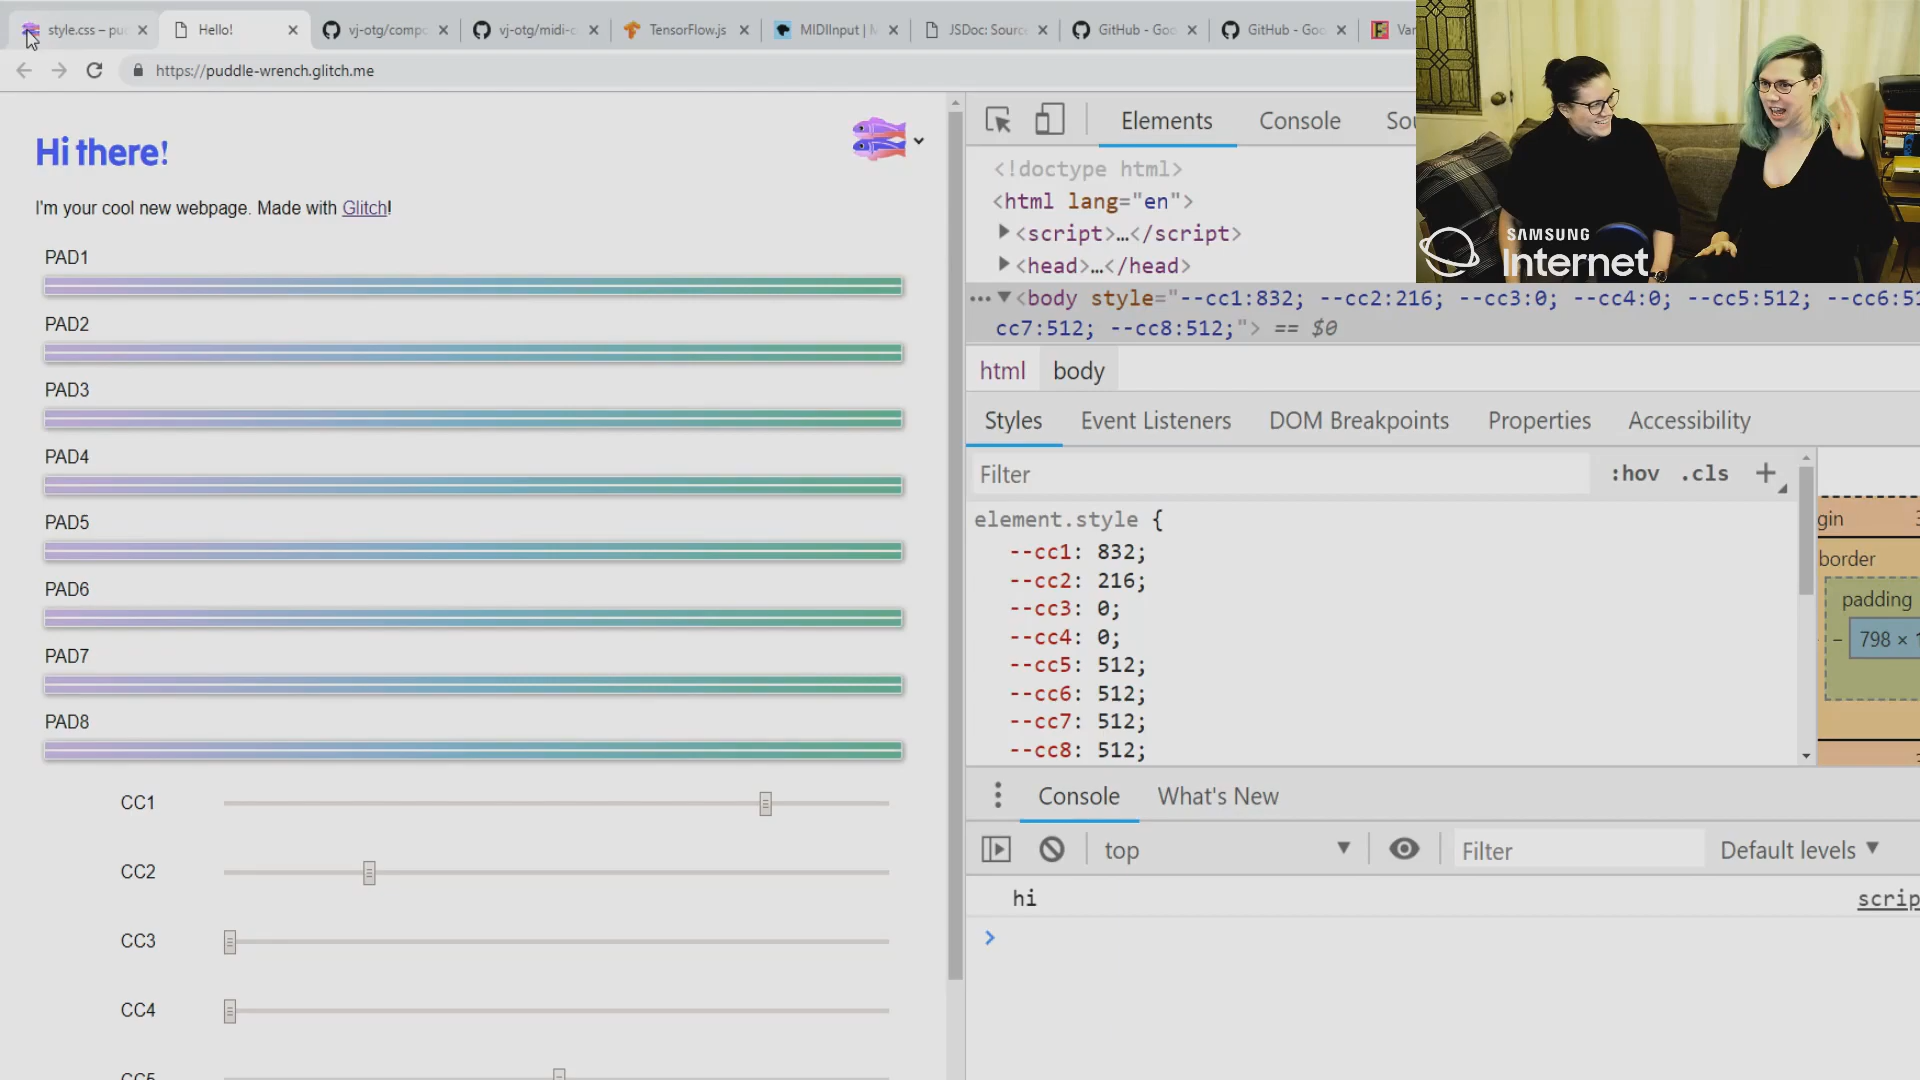 style.css – pu
Hello!
vj-otg/compo
vj-otg/midi-c
TensorFlow.js
MIDIInput | M
JSDoc: Sourc
GitHub - Goo
GitHub - Goo
Var
https://puddle-wrench.glitch.me
Hi there!
I'm your cool new webpage. Made with Glitch!
PAD1
PAD2
PAD3
PAD4
PAD5
PAD6
PAD7
PAD8
CC1
CC2
CC3
CC4
CC5
Elements
Console
Sou
<!doctype html>
<html lang="en">
<script>…</script>
<head>…</head>
<body style="--cc1:832; --cc2:216; --cc3:0; --cc4:0; --cc5:512; --cc6:51
cc7:512; --cc8:512;"> == $0
html
body
Styles
Event Listeners
DOM Breakpoints
Properties
Accessibility
Filter
:hov
.cls
element.style {
--cc1: 832;
--cc2: 216;
--cc3: 0;
--cc4: 0;
--cc5: 512;
--cc6: 512;
--cc7: 512;
--cc8: 512;
gin
border
padding
798 ×
Console
What's New
top
Filter
Default levels
hi
scrip
SAMSUNG
Internet